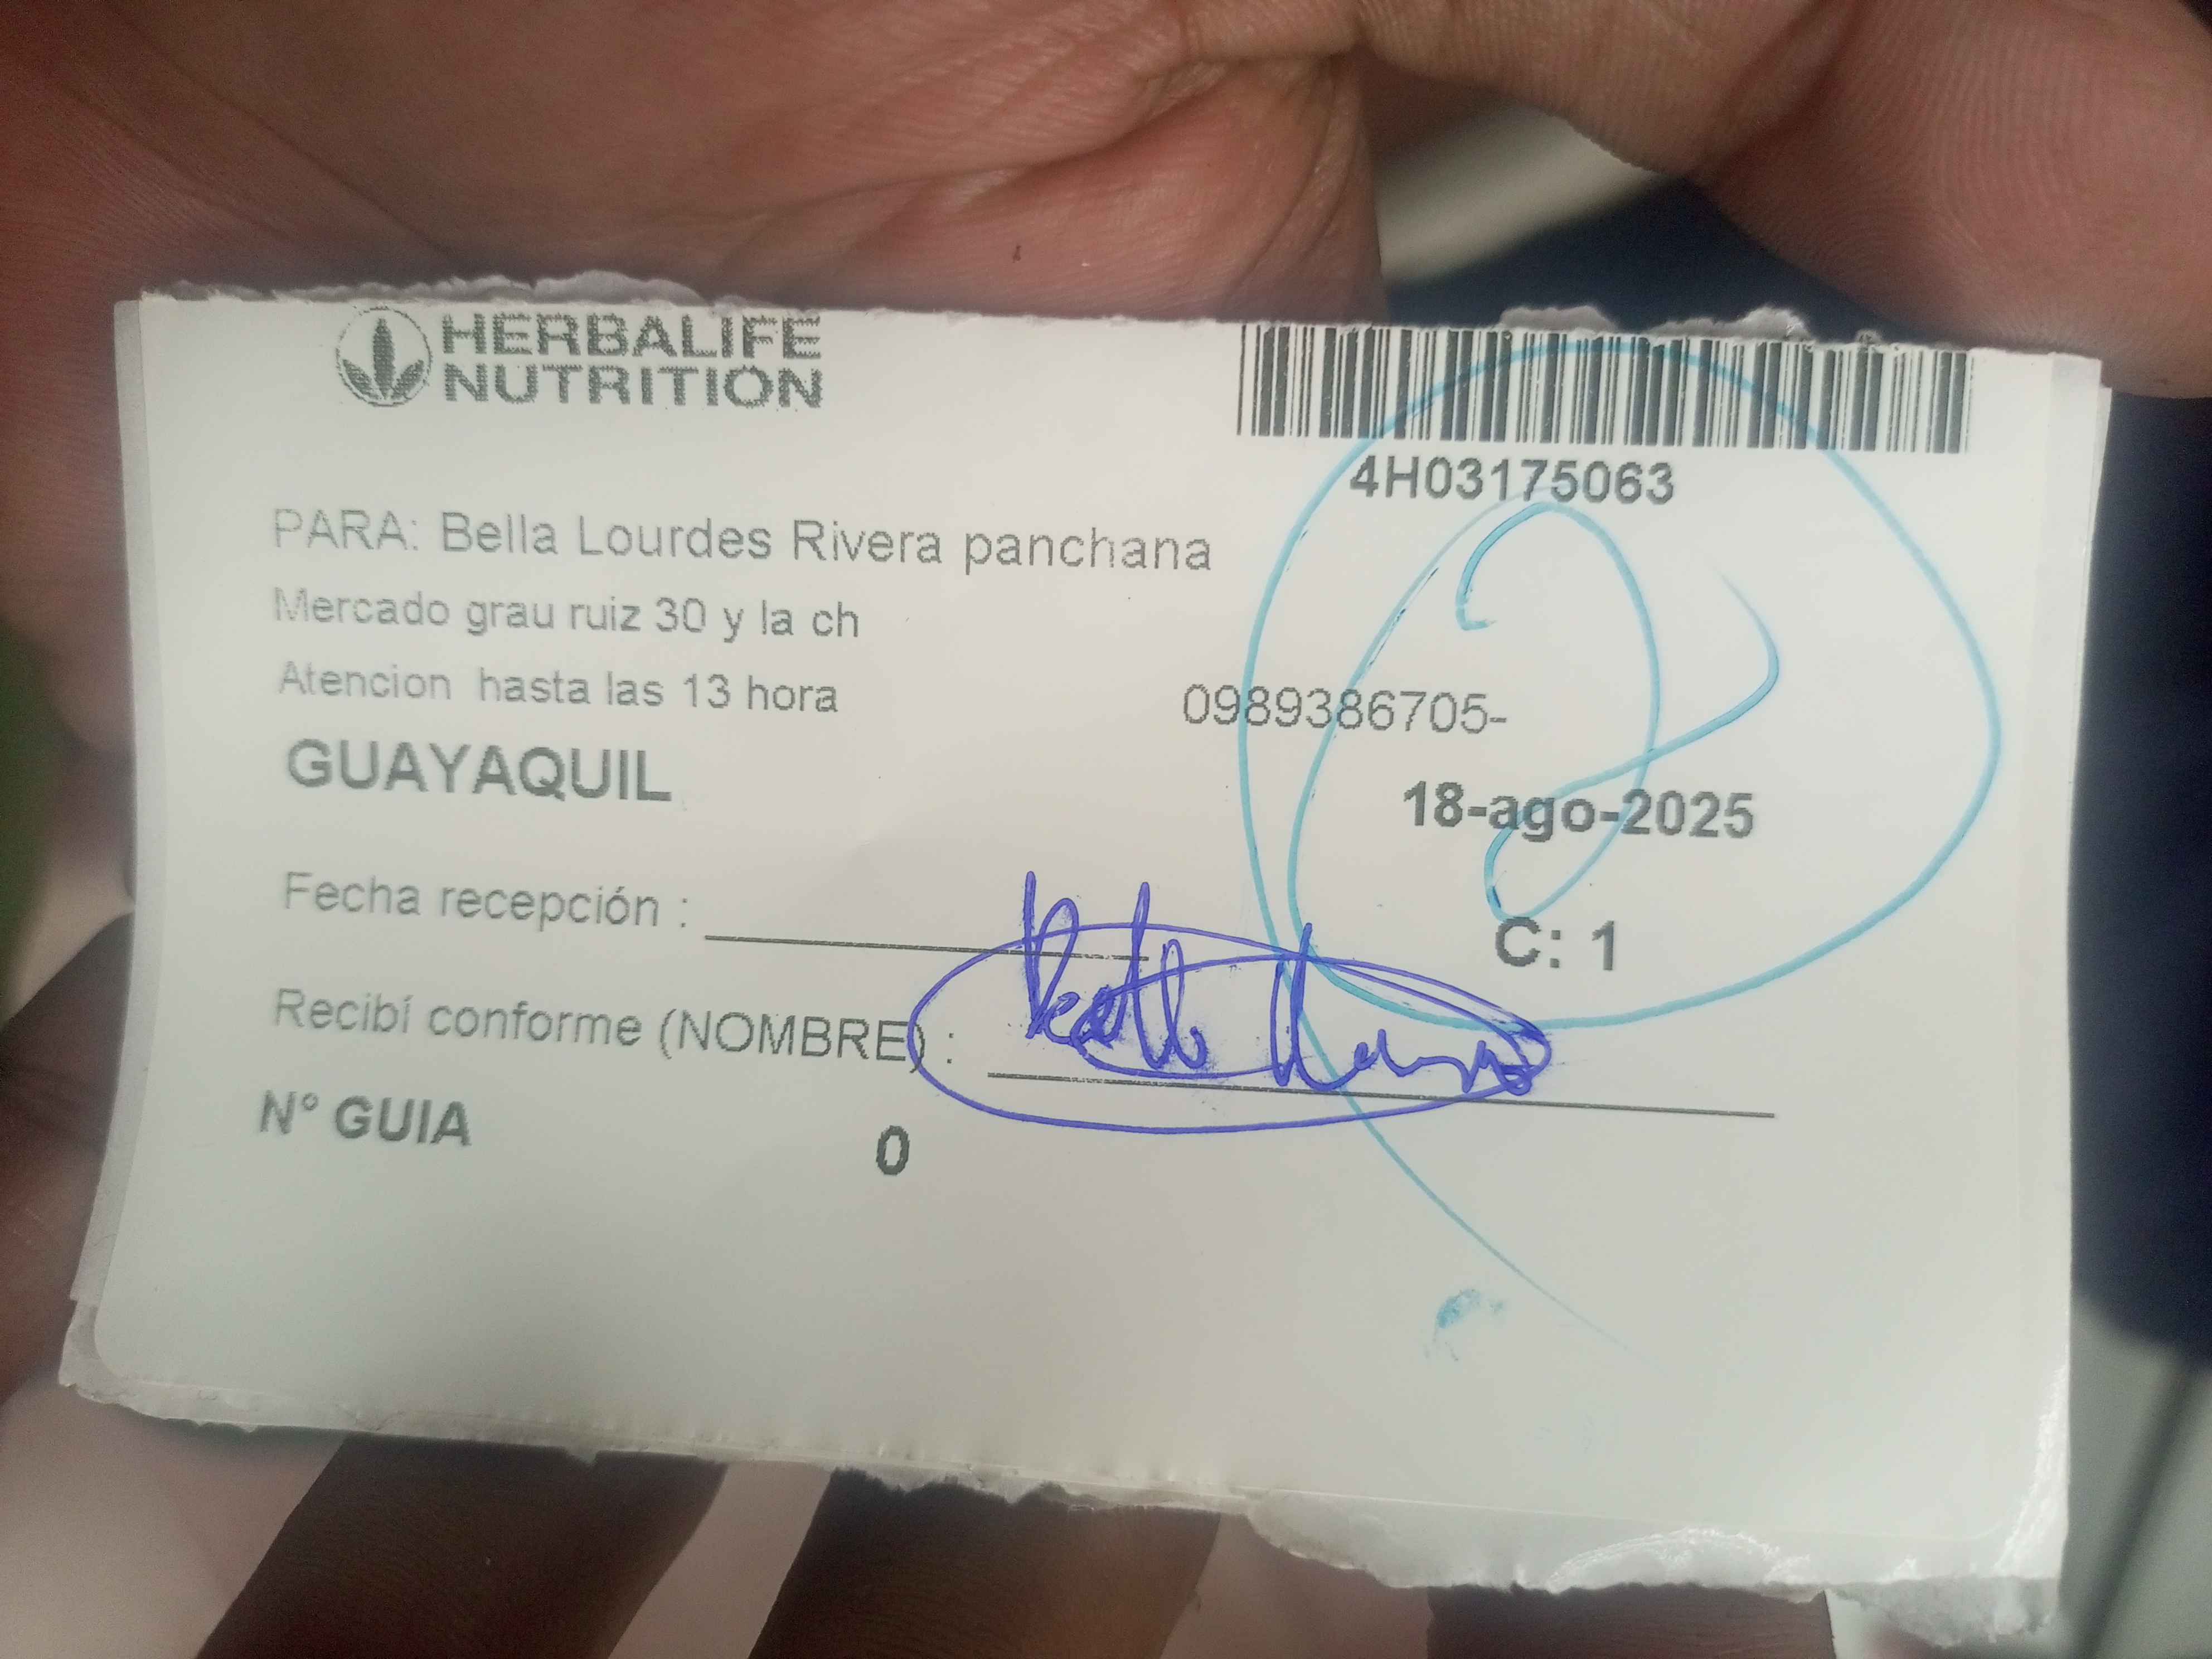 HERBALIFE
NUTRITION
4H03175063
PARA: Bella Lourdes Rivera panchana
Mercado grau ruiz 30 y la ch
Atencion hasta las 13 hora
0989386705-
GUAYAQUIL
18-ago-2025
C: 1
Fecha recepción :
Recibí conforme (NOMBRE) :
N° GUIA 0